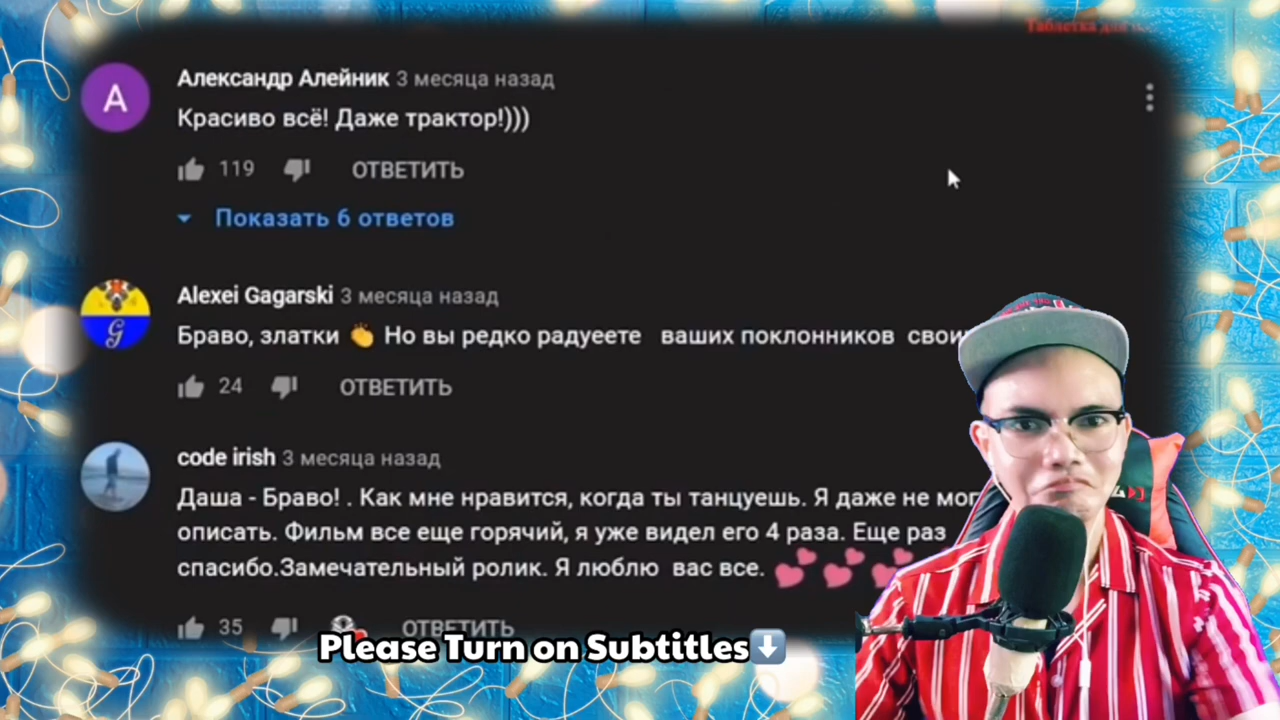 Таблетка для
А
Александр Алейник 3 месяца назад
Красиво всё! Даже трактор!)))
119 ОТВЕТИТЬ
Показать 6 ответов
G
Alexei Gagarski 3 месяца назад
Браво, златки 👏 Но вы редко радуеете ваших поклонников
24 ОТВЕТИТЬ
code irish 3 месяца назад
Даша - Браво! . Как мне нравится, когда ты танцуешь. Я даже не
описать. Фильм все еще горячий, я уже видел его 4 раза. Еще раз
спасибо.Замечательный ролик. Я люблю вас все. 💕💕💕
35 ОТВЕТИТЬ
Please Turn on Subtitles⬇️